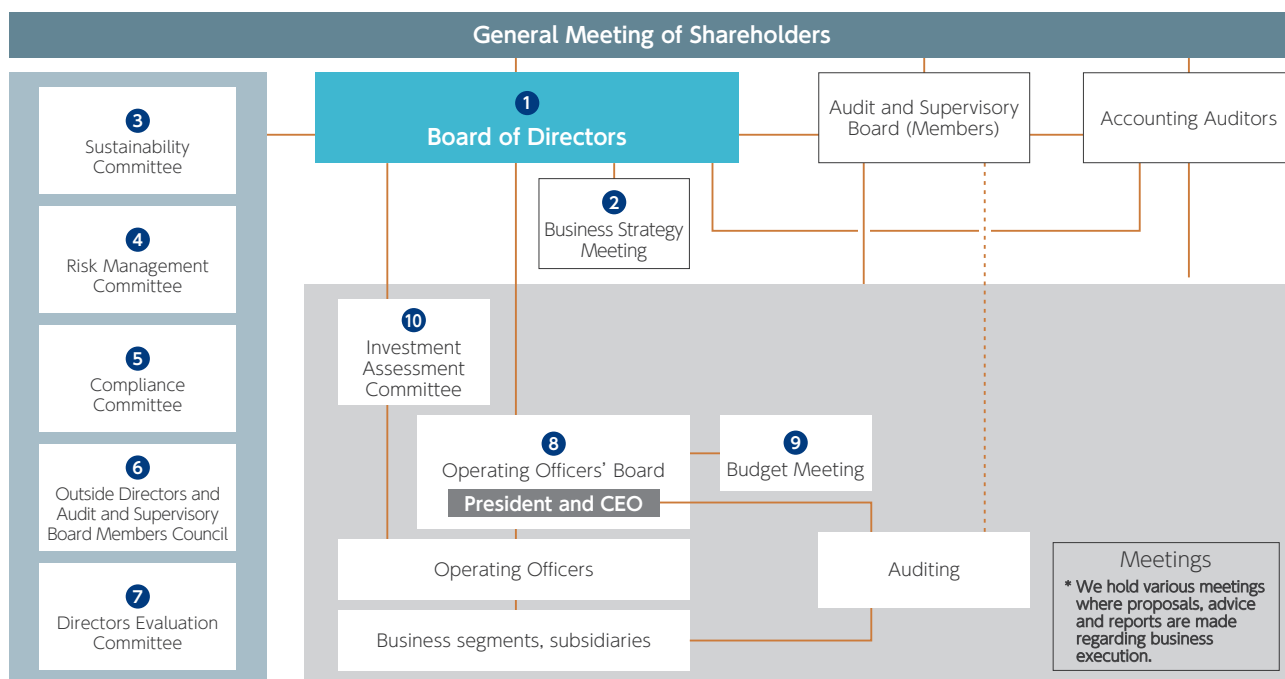 General Meeting of Shareholders
3
Sustainability
Committee
4
Risk Management
Committee
5
Compliance
Committee
6
Outside Directors and
Audit and Supervisory
Board Members Council
7
Directors Evaluation
Committee
1
Board of Directors
Audit and Supervisory
Board (Members)
Accounting Auditors
2
Business Strategy
Meeting
10
Investment
Assessment
Committee
8
Operating Officers’ Board
President and CEO
9
Budget Meeting
Operating Officers
Business segments, subsidiaries
Auditing
Meetings
* We hold various meetings
where proposals, advice
and reports are made
regarding business
execution.